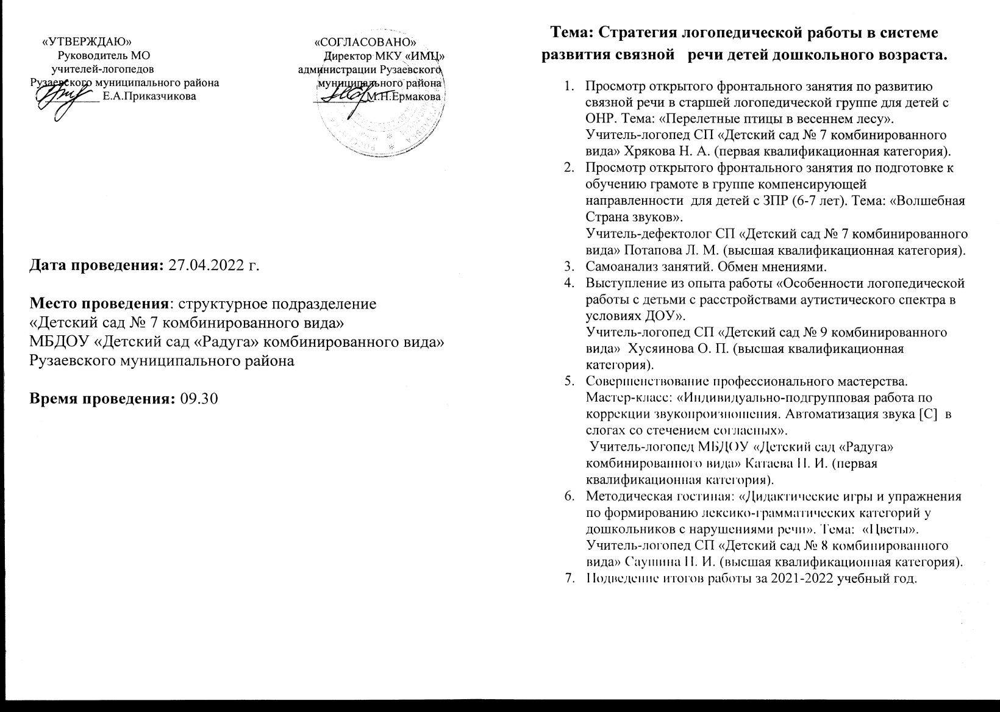 «УТВЕРЖДАЮ»
Руководитель МО
учителей-логопедов
Рузаевского муниципального района
____________ Е.А.Приказчикова
«СОГЛАСОВАНО»
Директор МКУ «ИМЦ»
администрации Рузаевского
муниципального района
__________М.Н.Ермакова
Дата проведения: 27.04.2022 г.
Место проведения: структурное подразделение
«Детский сад № 7 комбинированного вида»
МБДОУ «Детский сад «Радуга» комбинированного вида»
Рузаевского муниципального района
Время проведения: 09.30
Тема: Стратегия логопедической работы в системе
развития связной речи детей дошкольного возраста.
1. Просмотр открытого фронтального занятия по развитию
связной речи в старшей логопедической группе для детей с
ОНР. Тема: «Перелетные птицы в весеннем лесу».
Учитель-логопед СП «Детский сад № 7 комбинированного
вида» Хрякова Н. А. (первая квалификационная категория).
2. Просмотр открытого фронтального занятия по подготовке к
обучению грамоте в группе компенсирующей
направленности для детей с ЗПР (6-7 лет). Тема: «Волшебная
Страна звуков».
Учитель-дефектолог СП «Детский сад № 7 комбинированного
вида» Потапова Л. М. (высшая квалификационная категория).
3. Самоанализ занятий. Обмен мнениями.
4. Выступление из опыта работы «Особенности логопедической
работы с детьми с расстройствами аутистического спектра в
условиях ДОУ».
Учитель-логопед СП «Детский сад № 9 комбинированного
вида» Хусяинова О. П. (высшая квалификационная
категория).
5. Совершенствование профессионального мастерства.
Мастер-класс: «Индивидуально-подгрупповая работа по
коррекции звукопроизношения. Автоматизация звука [С] в
слогах со стечением согласных».
Учитель-логопед МБДОУ «Детский сад «Радуга»
комбинированного вида» Катаева Н. И. (первая
квалификационная категория).
6. Методическая гостиная: «Дидактические игры и упражнения
по формированию лексико-грамматических категорий у
дошкольников с нарушениями речи». Тема: «Цветы».
Учитель-логопед СП «Детский сад № 8 комбинированного
вида» Саушина Н. И. (высшая квалификационная категория).
7. Подведение итогов работы за 2021-2022 учебный год.